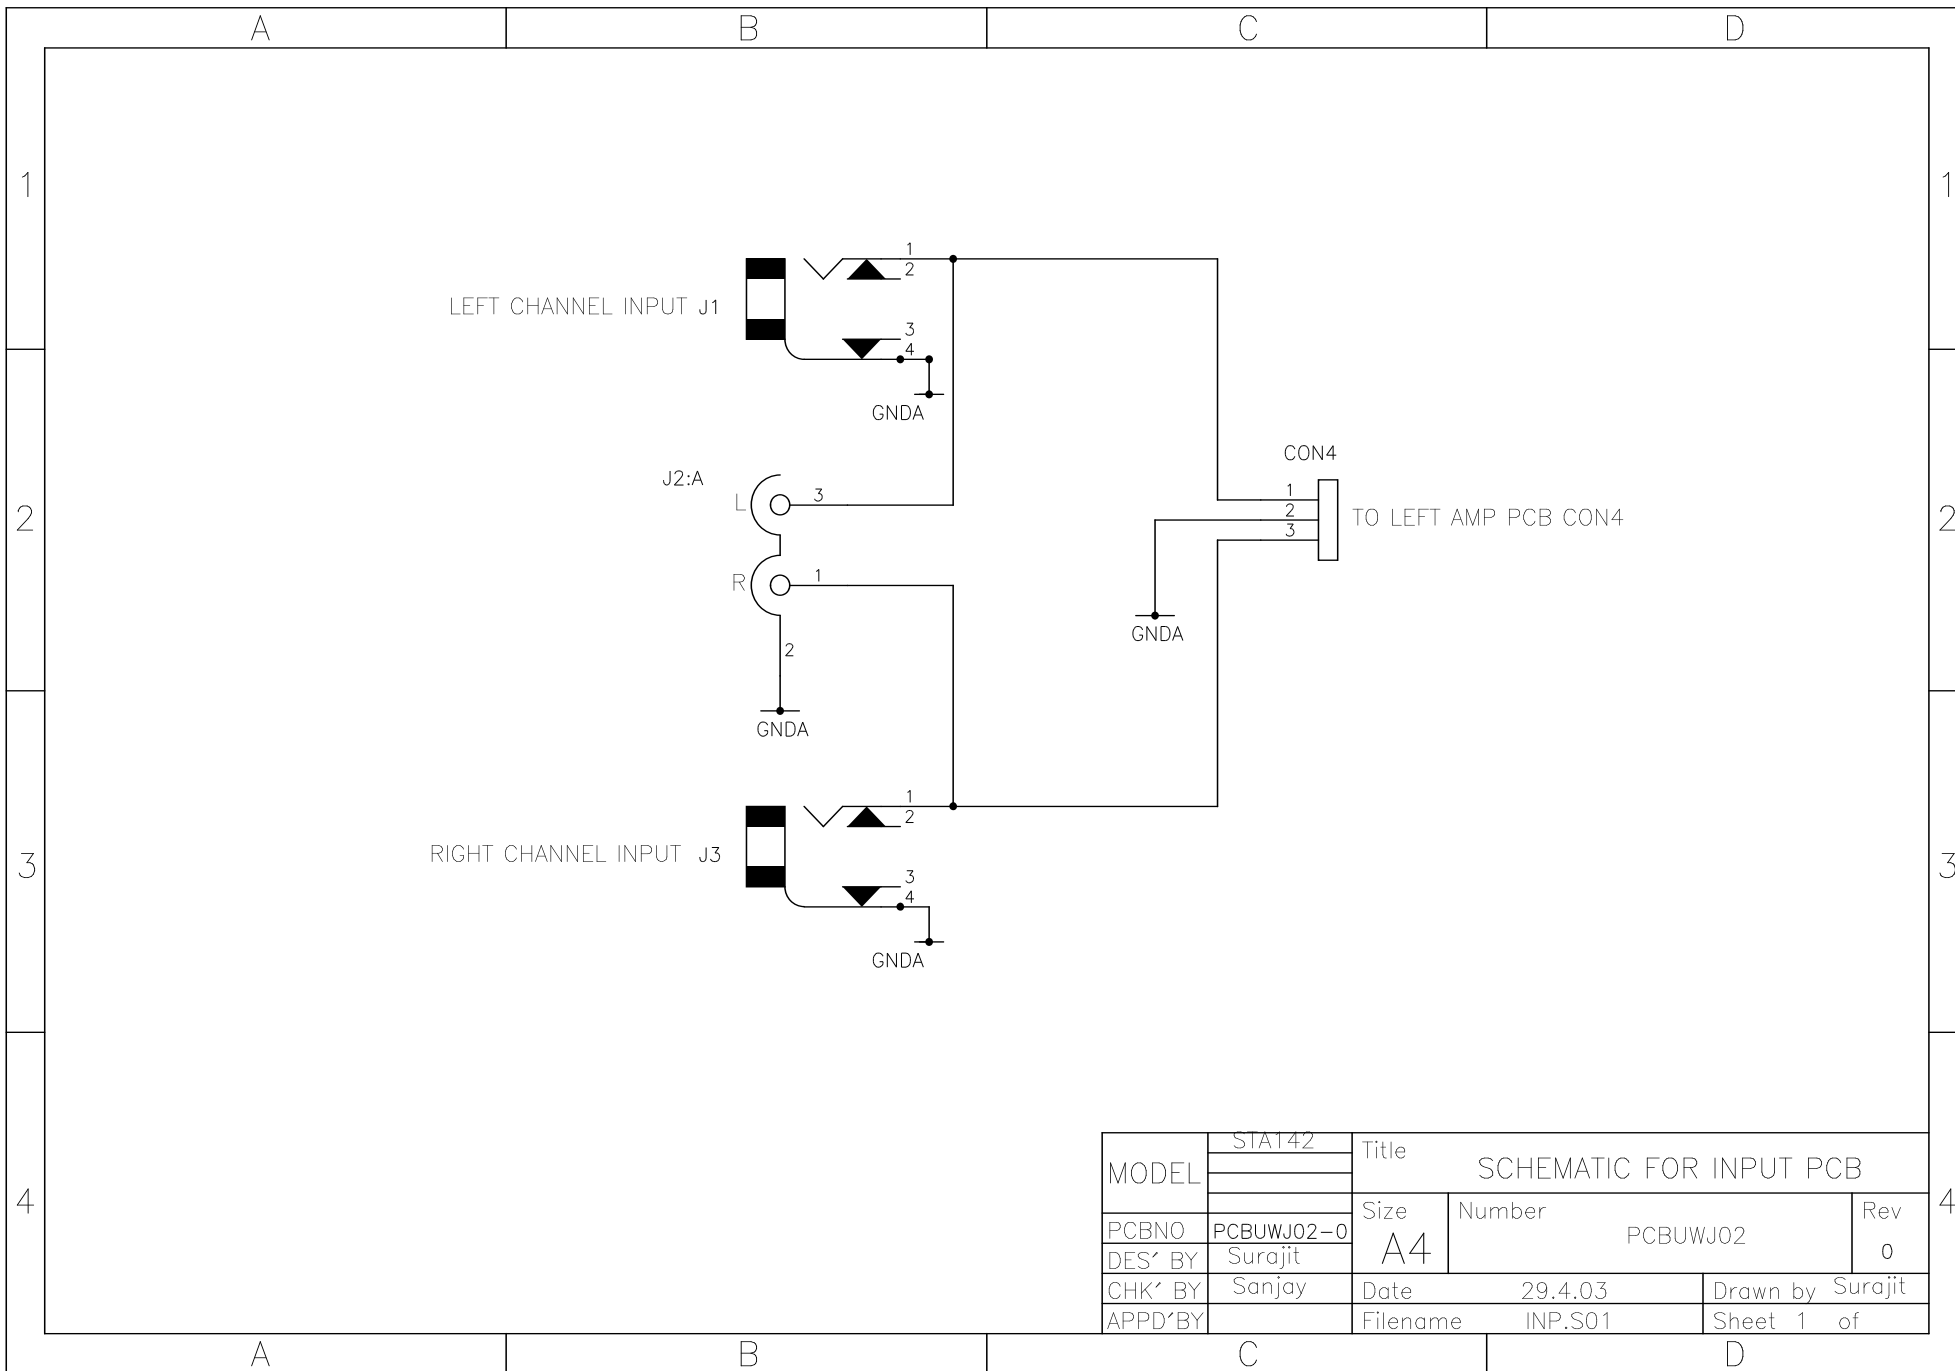 A B C D
1 1
1
2
LEFT CHANNEL INPUT J1
3
4
GNDA
CON4
J2:A
L 3
1
2 2 TO LEFT AMP PCB CON4 2
3
R 1
GNDA
2
GNDA
1
2
RIGHT CHANNEL INPUT J3
3 3
3
4
GNDA
MODEL STA142
Title
SCHEMATIC FOR INPUT PCB
4 4
Size Number Rev
A4 PCBUWJ02 0
PCBNO PCBUWJ02-0
DES' BY Surajit
CHK' BY Sanjay Date 29.4.03 Drawn by Surajit
APPD'BY Filename INP.S01 Sheet 1 of
A B C D